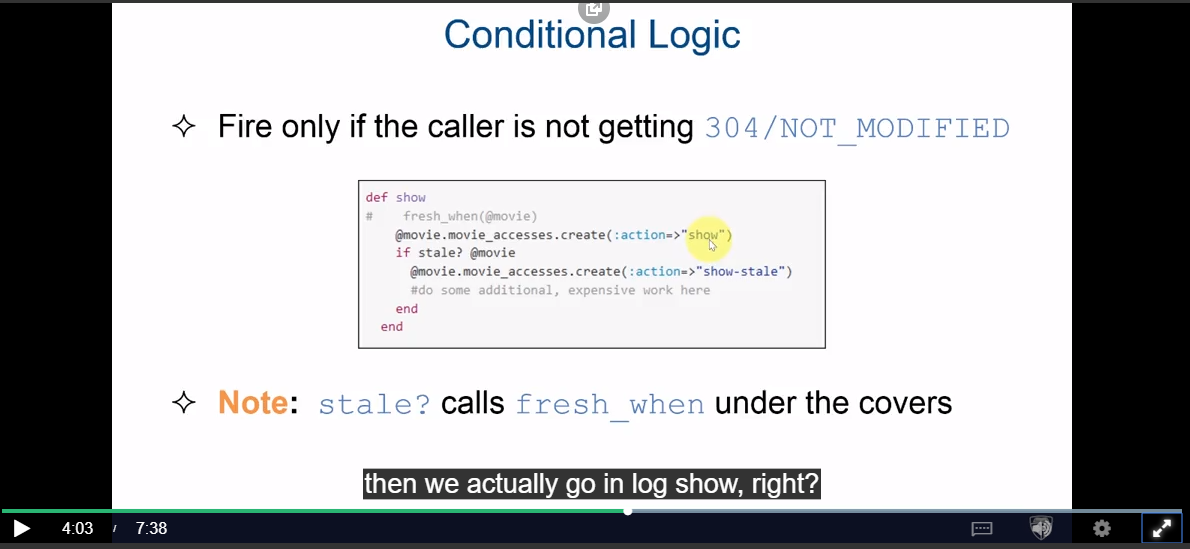 Conditional Logic
Fire only if the caller is not getting 304/NOT_MODIFIED
def show
#    fresh_when(@movie)
    @movie.movie_accesses.create(:action=>"show")
    if stale? @movie
      @movie.movie_accesses.create(:action=>"show-stale")
      #do some additional, expensive work here
    end
  end
Note: stale? calls fresh_when under the covers
then we actually go in log show, right?
4:03 / 7:38